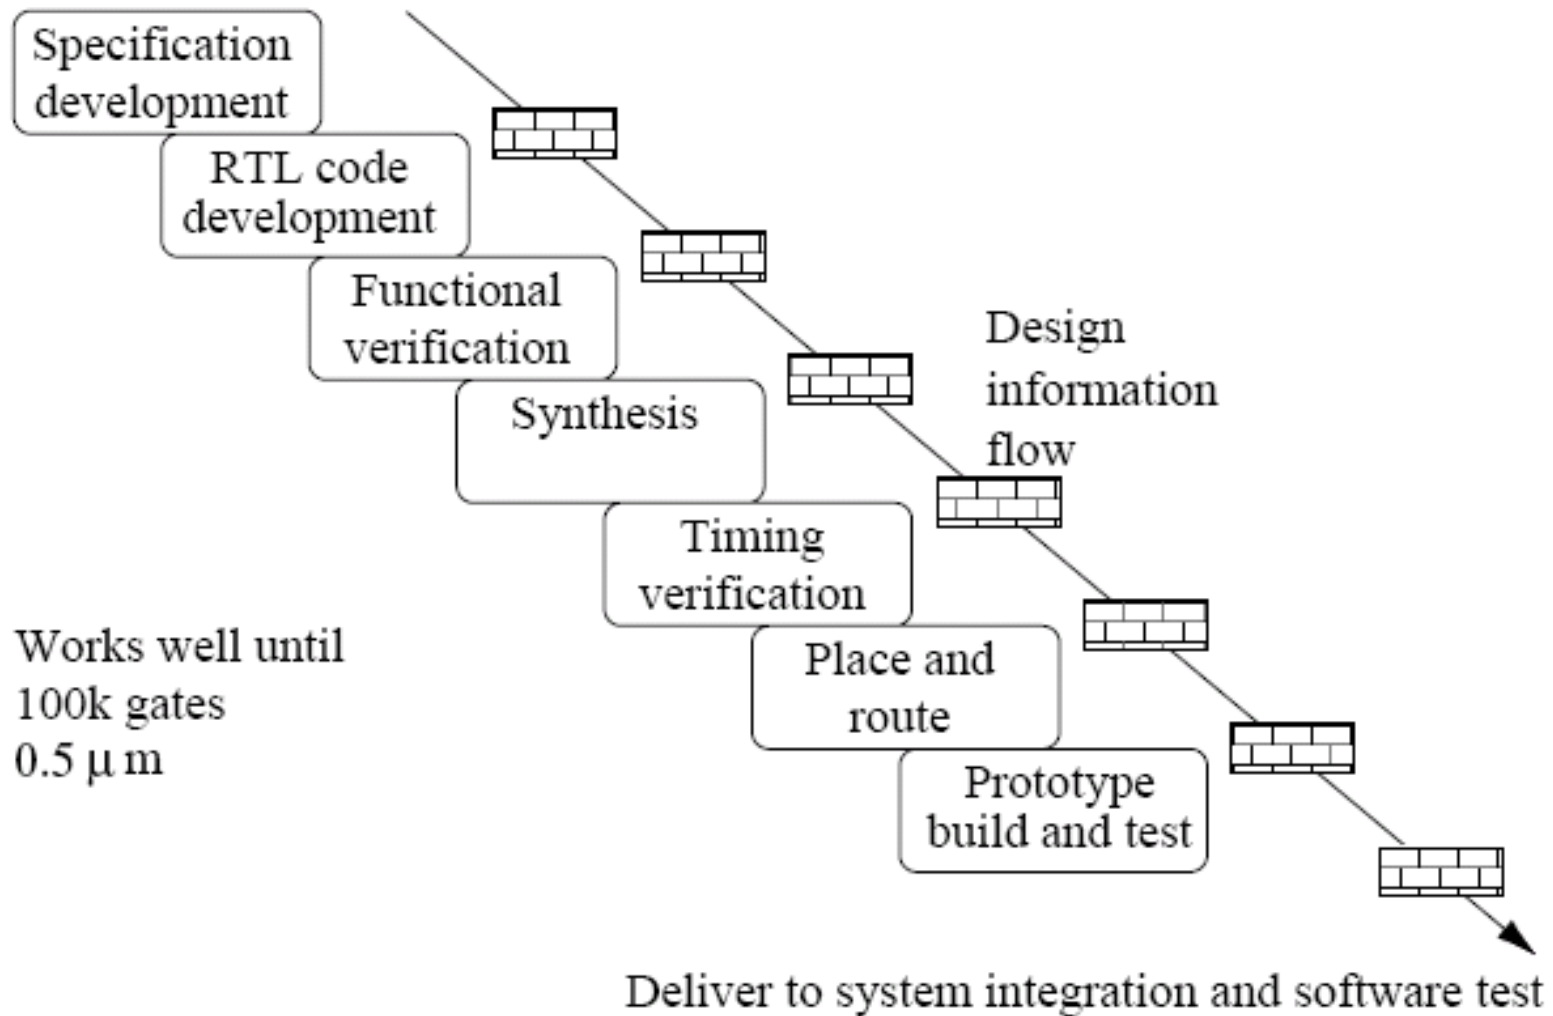 Specification
development
RTL code
development
Functional
verification
Design
information
flow
Synthesis
Timing
verification
Works well until
100k gates
0.5 μ m
Place and
route
Prototype
build and test
Deliver to system integration and software test